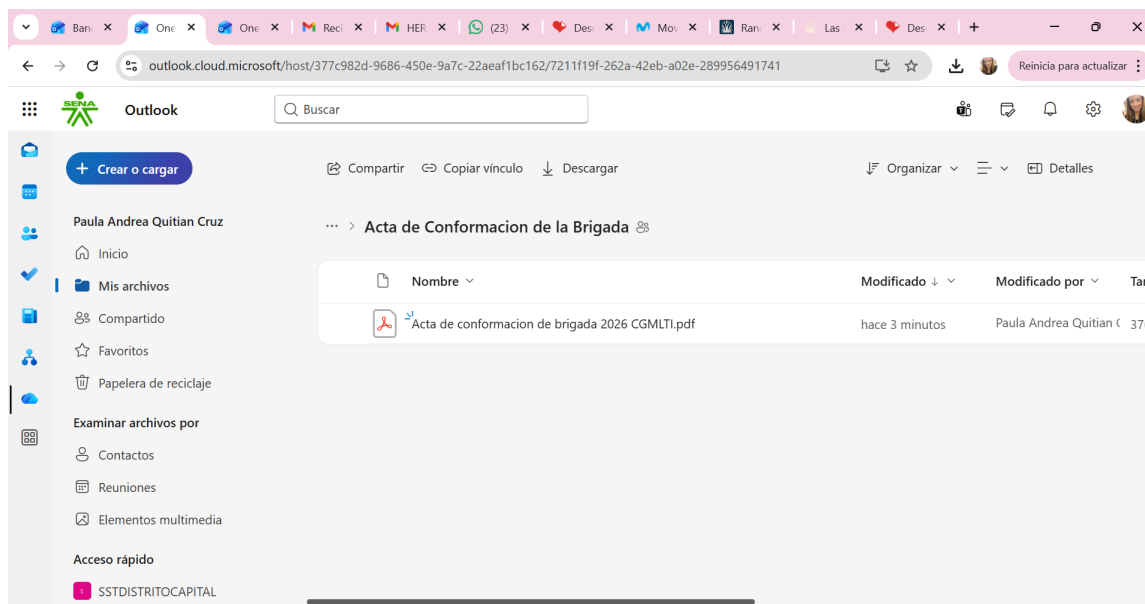 Ban
One
One
Reci
HER
(23)
Des
Mov
Ran
Las
Des
outlook.cloud.microsoft/host/377c982d-9686-450e-9a7c-22aeaf1bc162/7211f19f-262a-42eb-a02e-289956491741
Reinicia para actualizar
SENA
Outlook
Buscar
Crear o cargar
Compartir
Copiar vínculo
Descargar
Organizar
Detalles
Paula Andrea Quitian Cruz
... > Acta de Conformacion de la Brigada
Inicio
Mis archivos
Compartido
Favoritos
Papelera de reciclaje
Examinar archivos por
Contactos
Reuniones
Elementos multimedia
Acceso rápido
SSTDISTRITOCAPITAL
Nombre
Modificado
Modificado por
Acta de conformacion de brigada 2026 CGMLTI.pdf
hace 3 minutos
Paula Andrea Quitian